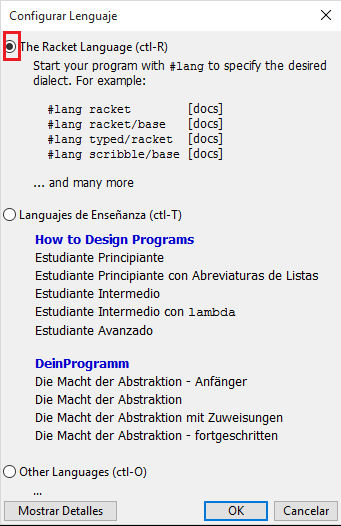 Configurar Lenguaje
The Racket Language (ctl-R)
Start your program with #lang to specify the desired
dialect. For example:
#lang racket [docs]
#lang racket/base [docs]
#lang typed/racket [docs]
#lang scribble/base [docs]
... and many more
Languajes de Enseñanza (ctl-T)
How to Design Programs
Estudiante Principiante
Estudiante Principiante con Abreviaturas de Listas
Estudiante Intermedio
Estudiante Intermedio con lambda
Estudiante Avanzado
DeinProgramm
Die Macht der Abstraktion - Anfänger
Die Macht der Abstraktion
Die Macht der Abstraktion mit Zuweisungen
Die Macht der Abstraktion - fortgeschritten
Other Languages (ctl-O)
...
Mostrar Detalles OK Cancelar